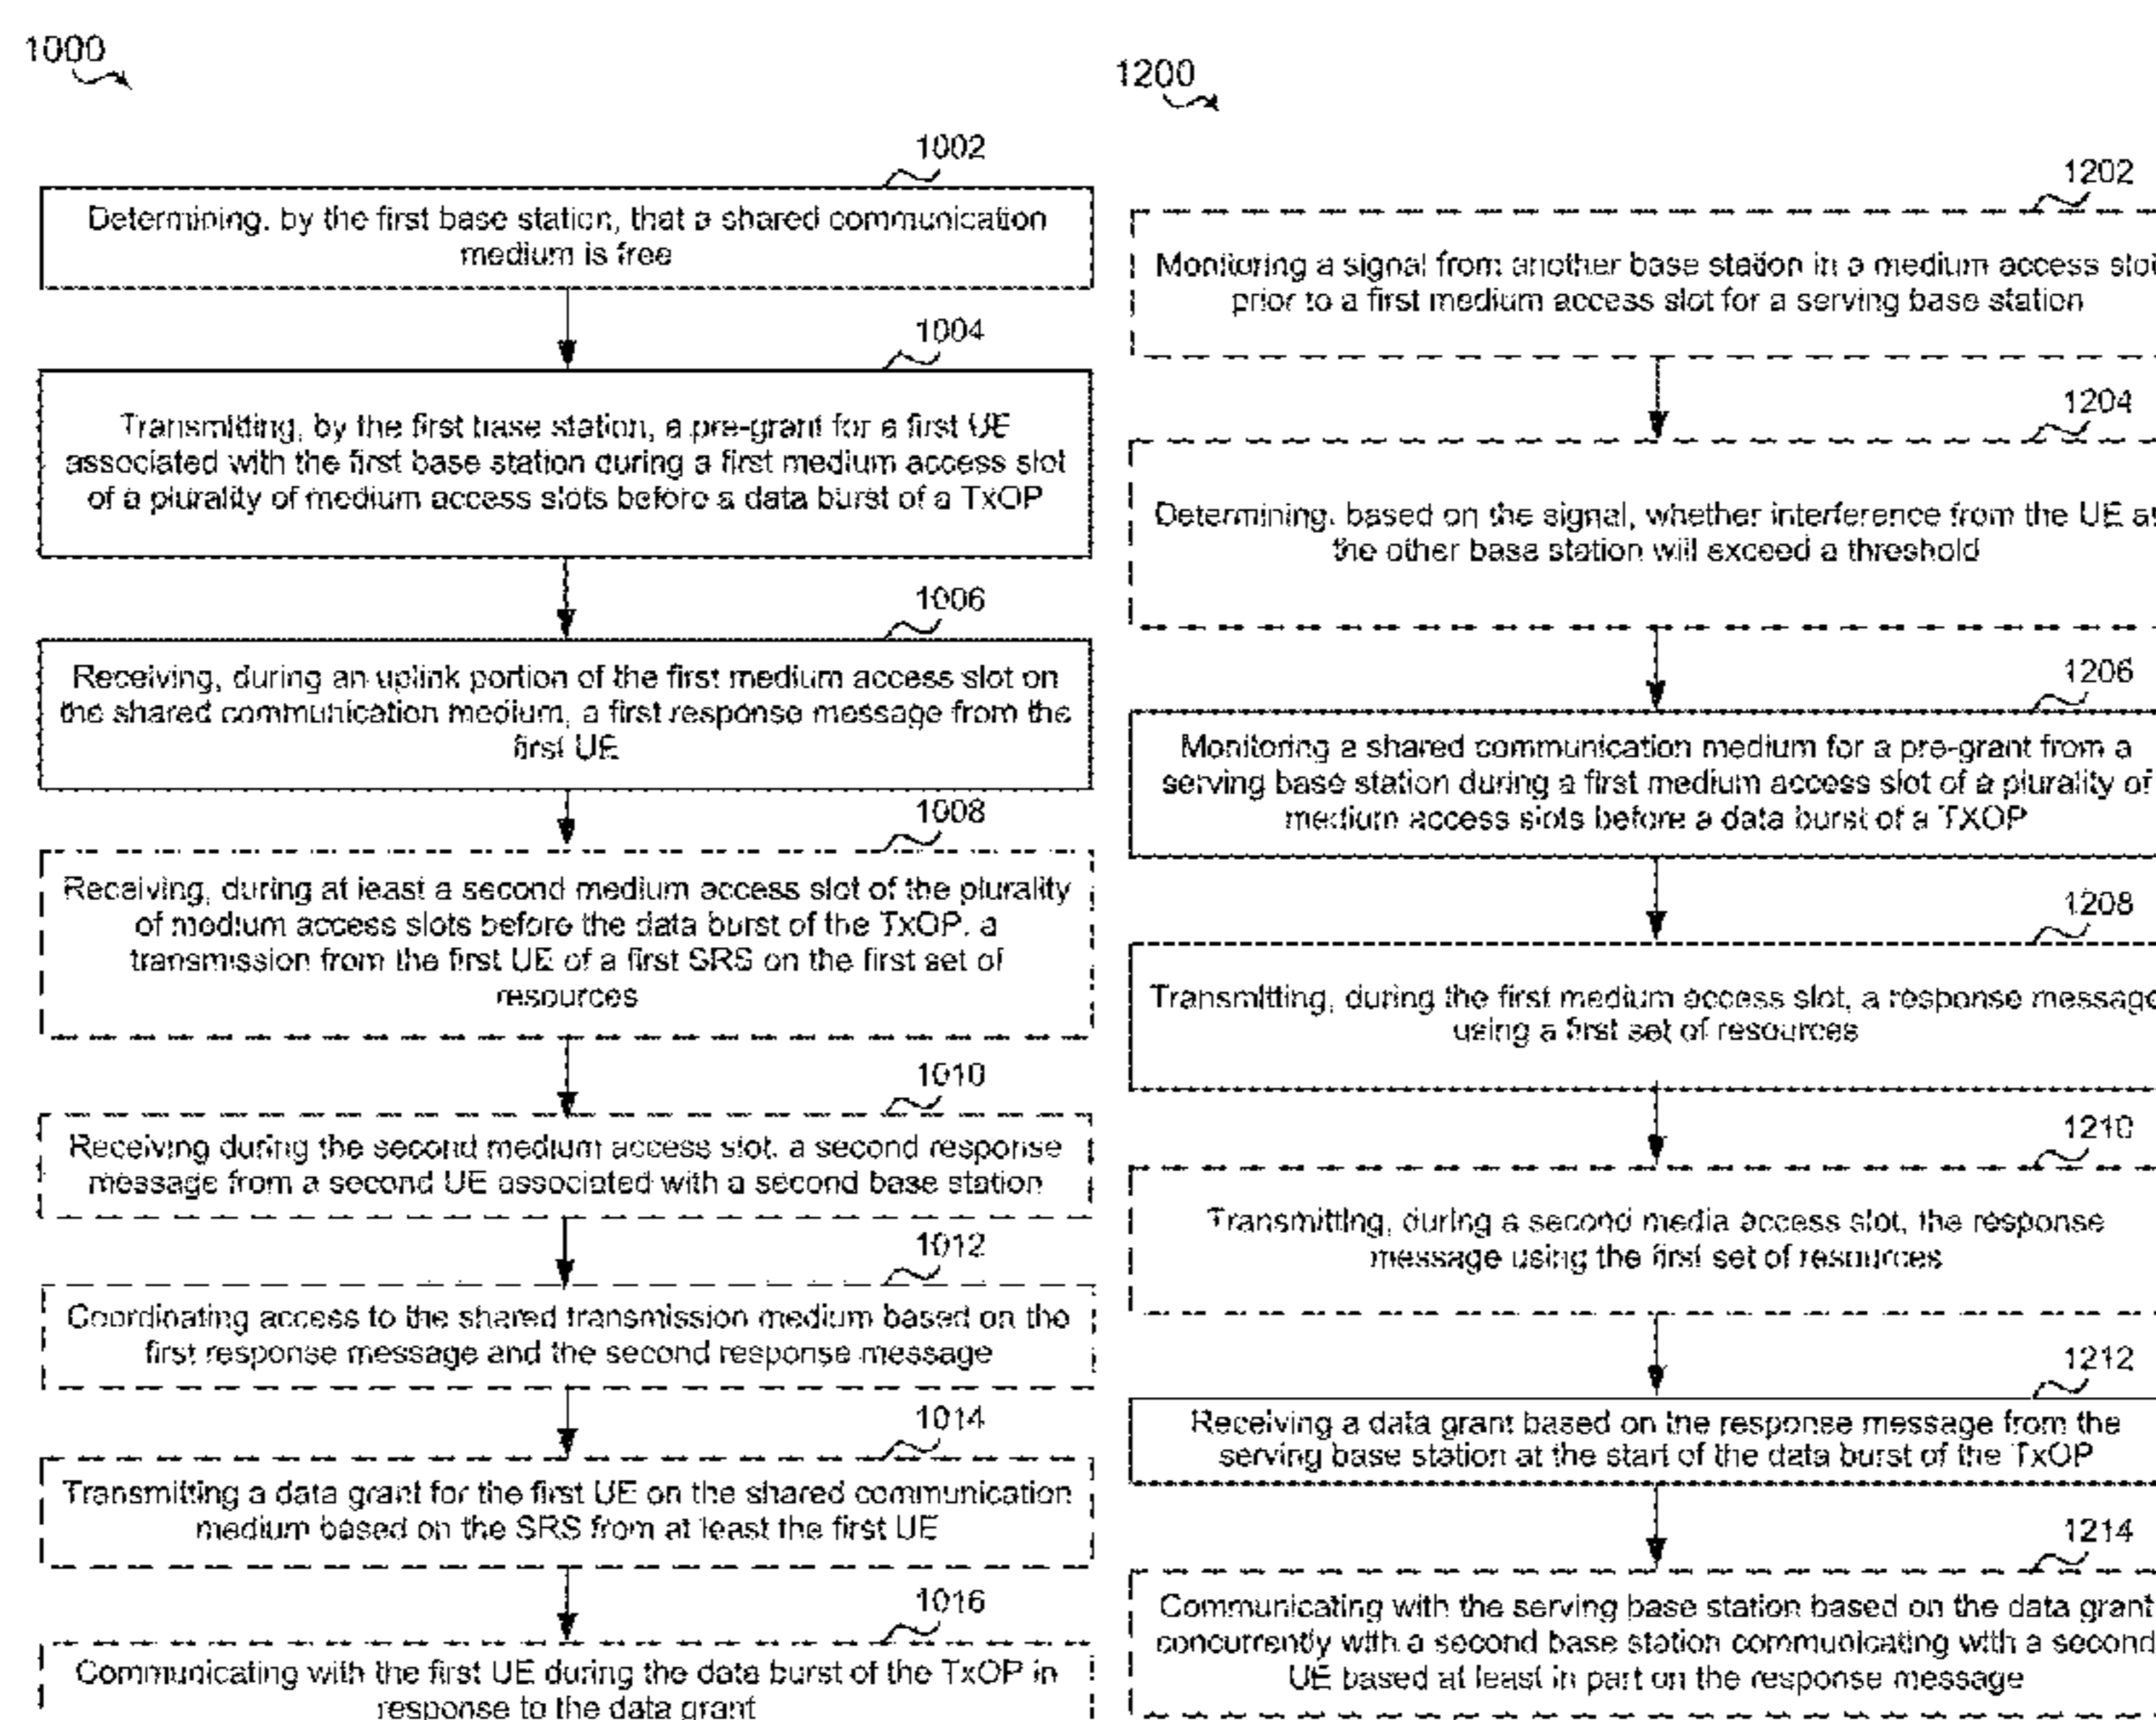 1000
1002
Determining, by the first base station, that a shared communication
medium is free
1004
Transmitting, by the first base station, a pre-grant for a first UE
associated with the first base station during a first medium access slot
of a plurality of medium access slots before a data burst of a TxOP
1006
Receiving, during an uplink portion of the first medium access slot on
the shared communication medium, a first response message from the
first UE
1008
Receiving, during at least a second medium access slot of the plurality
of medium access slots before the data burst of the TxOP, a
transmission from the first UE of a first SRS on the first set of
resources
1010
Receiving during the second medium access slot, a second response
message from a second UE associated with a second base station
1012
Coordinating access to the shared transmission medium based on the
first response message and the second response message
1014
Transmitting a data grant for the first UE on the shared communication
medium based on the SRS from at least the first UE
1016
Communicating with the first UE during the data burst of the TxOP in
response to the data grant
1200
1202
Monitoring a signal from another base station in a medium access slot
prior to a first medium access slot for a serving base station
1204
Determining, based on the signal, whether interference from the UE
the other base station will exceed a threshold
1206
Monitoring a shared communication medium for a pre-grant from a
serving base station during a first medium access slot of a plurality of
medium access slots before a data burst of a TXOP
1208
Transmitting, during the first medium access slot, a response message
using a first set of resources
1210
Transmitting, during a second media access slot, the response
message using the first set of resources
1212
Receiving a data grant based on the response message from the
serving base station at the start of the data burst of the TxOP
1214
Communicating with the serving base station based on the data grant
concurrently with a second base station communicating with a second
UE based at least in part on the response message